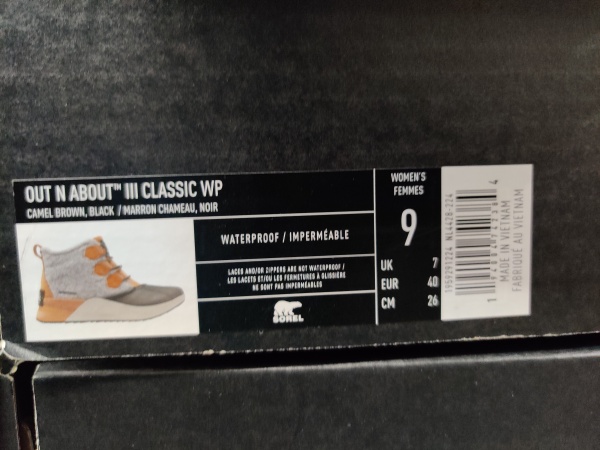 OUT N ABOUT™ III CLASSIC WP
CAMEL BROWN, BLACK / MARRON CHAMEAU, NOIR
WATERPROOF / IMPERMÉABLE
LACES AND/OR ZIPPERS ARE NOT WATERPROOF /
LES LACETS ET/OU LES FERMETURES À GLISSIÈRE
NE SONT PAS IMPERMÉABLES
SOREL
WOMEN'S
FEMMES
9
UK 7
EUR 40
CM 26
MADE IN VIETNAM
FABRIQUÉ AU VIETNAM